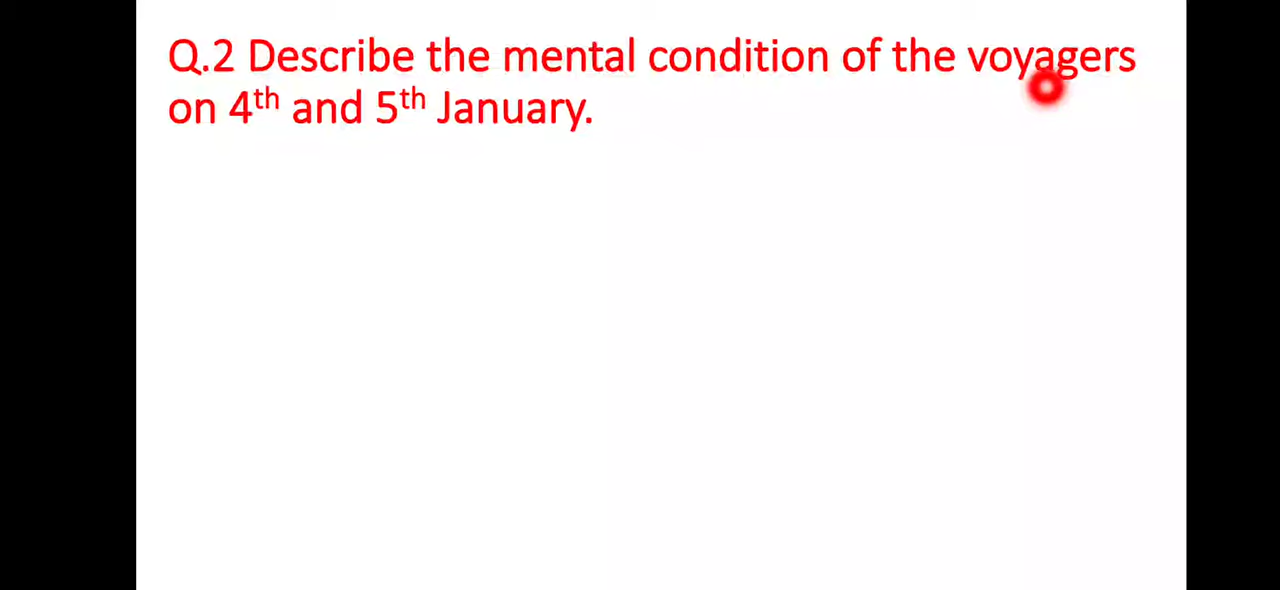 Q.2 Describe the mental condition of the voyagers
on 4th and 5th January.